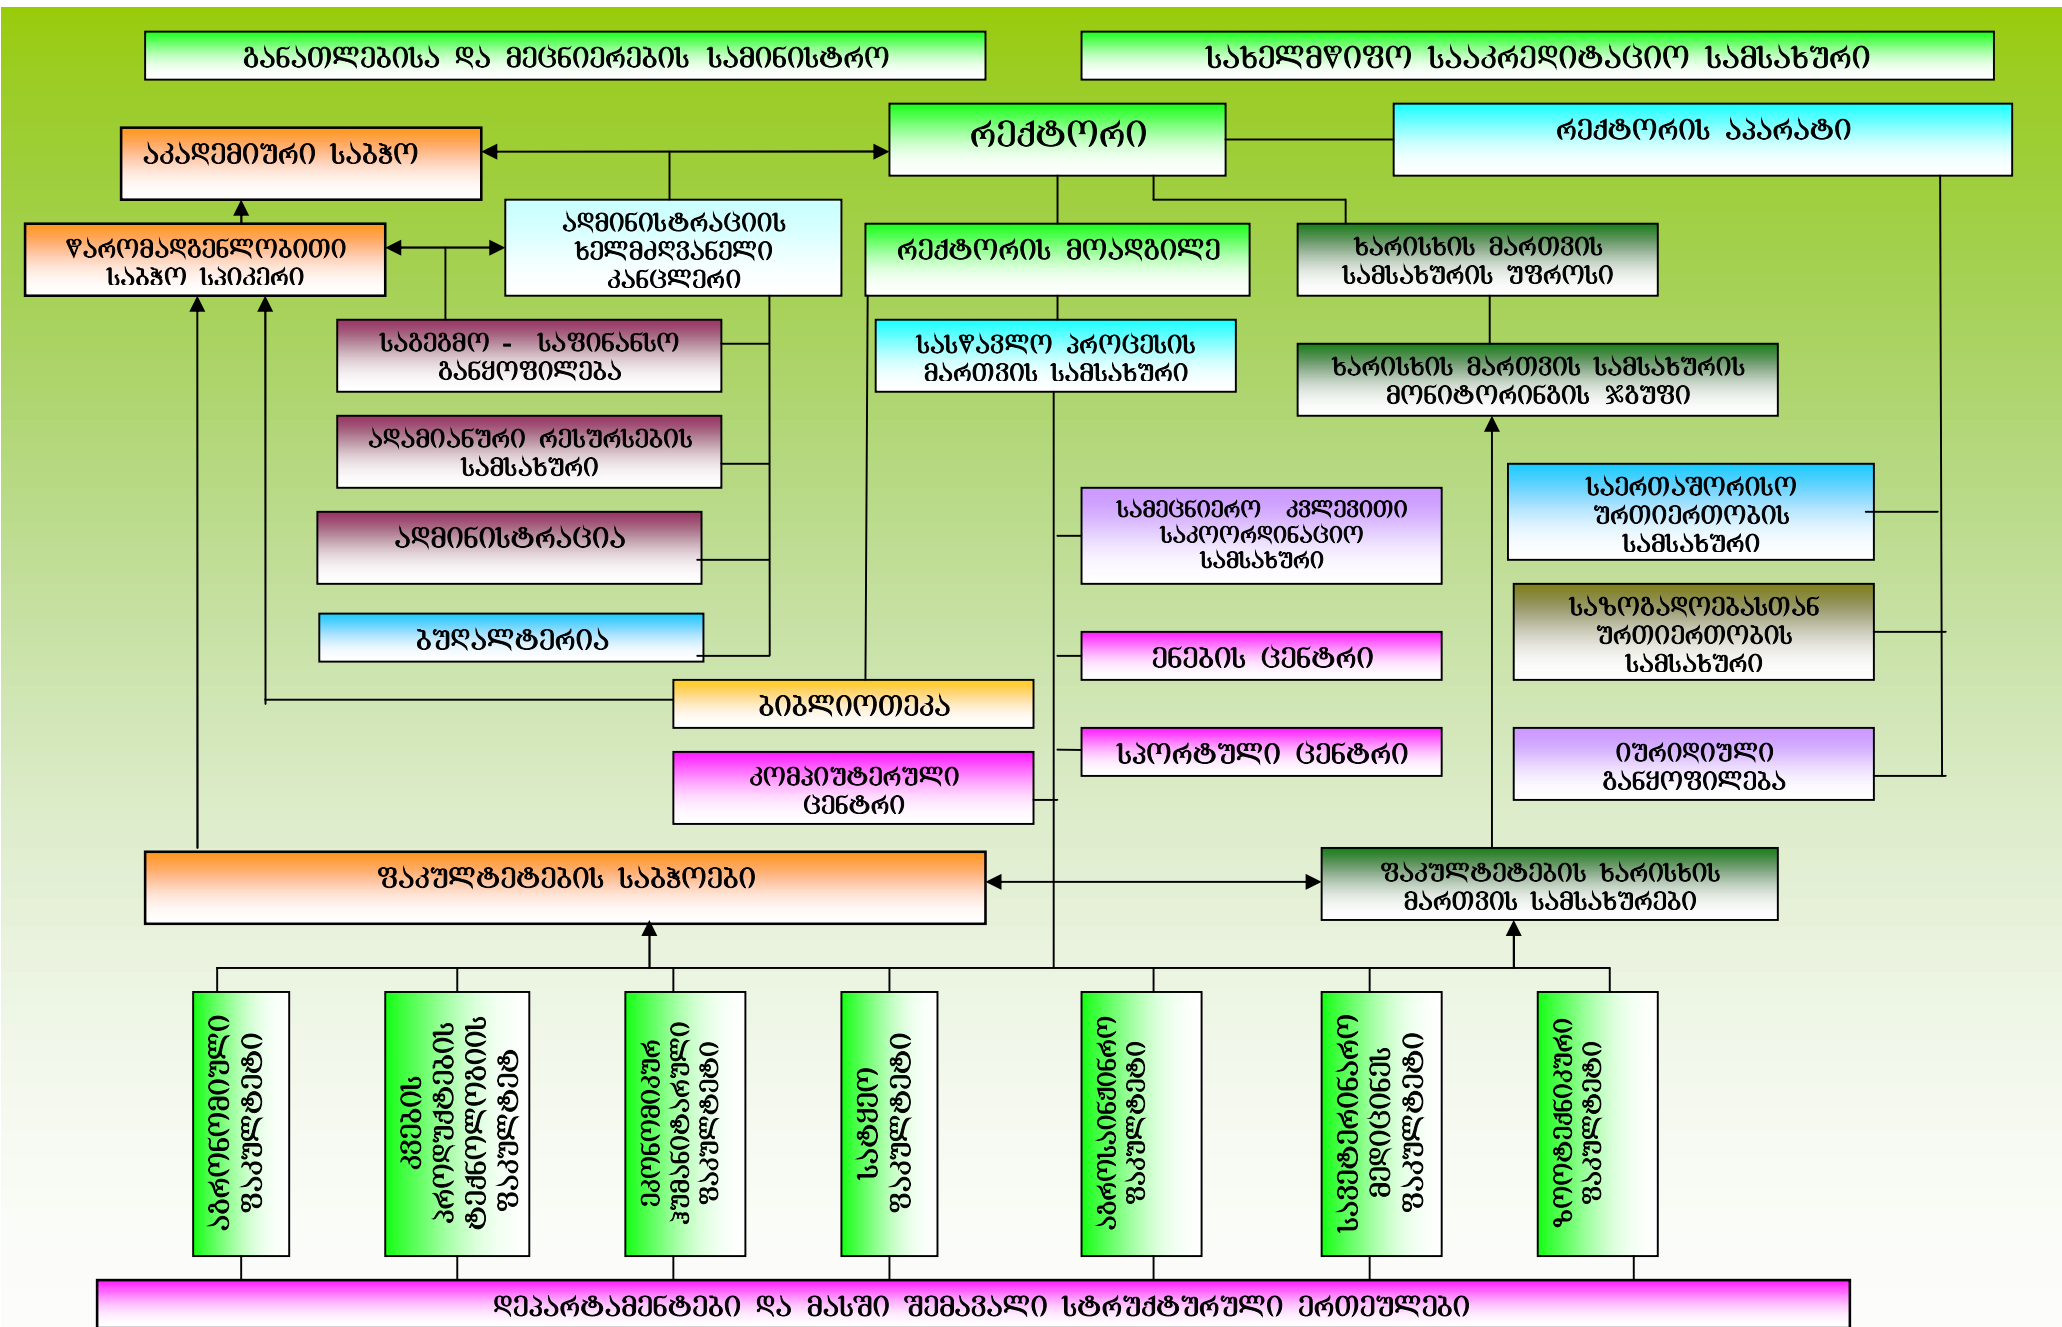 განათლებისა და მეცნიერების სამინისტრო
სახელმწიფო სააკრედიტაციო სამსახური
რექტორი
რექტორის აპარატი
აკადემიური საბჭო
წარომადგენლობითი
საბჭო სპიკერი
ადმინისტრაციის
ხელმძღვანელი
კანცლერი
რექტორის მოადგილე
ხარისხის მართვის
სამსახურის უფროსი
საგეგმო - საფინანსო
განყოფილება
სასწავლო პროცესის
მართვის სამსახური
ხარისხის მართვის სამსახურის
მონიტორინგის ჯგუფი
ადამიანური რესურსების
სამსახური
სამეცნიერო კვლევითი
საკოორდინაციო
სამსახური
საერთაშორისო
ურთიერთობის
სამსახური
ადმინისტრაცია
საზოგადოებასთან
ურთიერთობის
სამსახური
ბუღალტერია
ენების ცენტრი
ბიბლიოთეკა
სპორტული ცენტრი
იურიდიული
განყოფილება
კომპიუტერული
ცენტრი
ფაკულტეტების საბჭოები
ფაკულტეტების ხარისხის
მართვის სამსახურები
აგრონომიული
ფაკულტეტი
კვების
პროდუქტების
ტექნოლოგიის
ფაკულტეტ
ეკონომიკურ
ჰუმანიტარული
ფაკულტეტი
სატყეო
ფაკულტეტი
აგროსაინჟინრო
ფაკულტეტი
სავეტერინარო
მედიცინეს
ფაკულტეტი
ზოოტექნიკური
ფაკულტეტი
დეპარტამენტები და მასში შემავალი სტრუქტურული ერთეულები